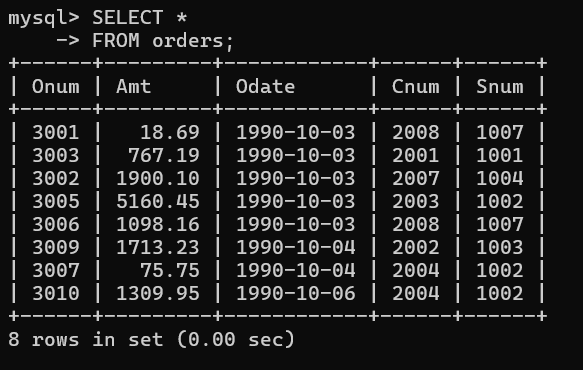 mysql> SELECT *
    -> FROM orders;
+------+---------+------------+------+------+
| Onum | Amt     | Odate      | Cnum | Snum |
+------+---------+------------+------+------+
| 3001 |   18.69 | 1990-10-03 | 2008 | 1007 |
| 3003 |  767.19 | 1990-10-03 | 2001 | 1001 |
| 3002 | 1900.10 | 1990-10-03 | 2007 | 1004 |
| 3005 | 5160.45 | 1990-10-03 | 2003 | 1002 |
| 3006 | 1098.16 | 1990-10-03 | 2008 | 1007 |
| 3009 | 1713.23 | 1990-10-04 | 2002 | 1003 |
| 3007 |   75.75 | 1990-10-04 | 2004 | 1002 |
| 3010 | 1309.95 | 1990-10-06 | 2004 | 1002 |
+------+---------+------------+------+------+
8 rows in set (0.00 sec)